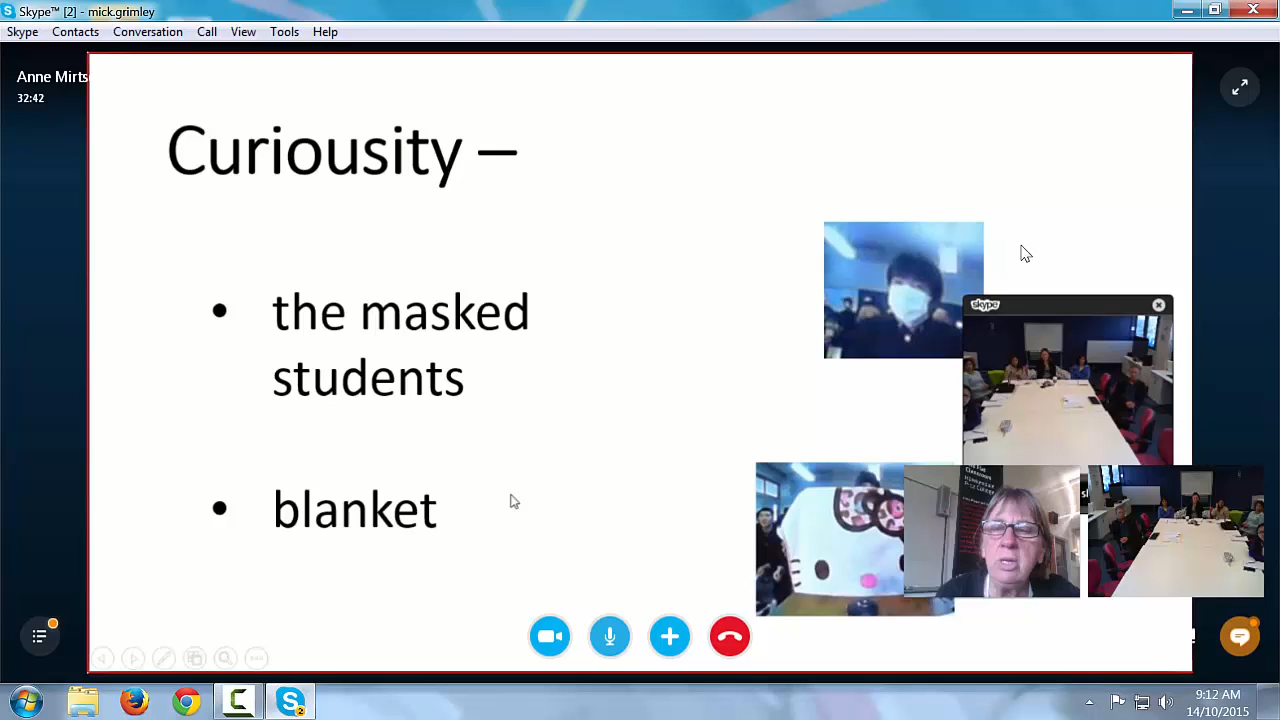 Skype™ [2] - mick.grimley
Skype Contacts Conversation Call View Tools Help
Anne Mirts
32:42
Curiousity –
• the masked
students
• blanket
skype
9:12 AM
14/10/2015